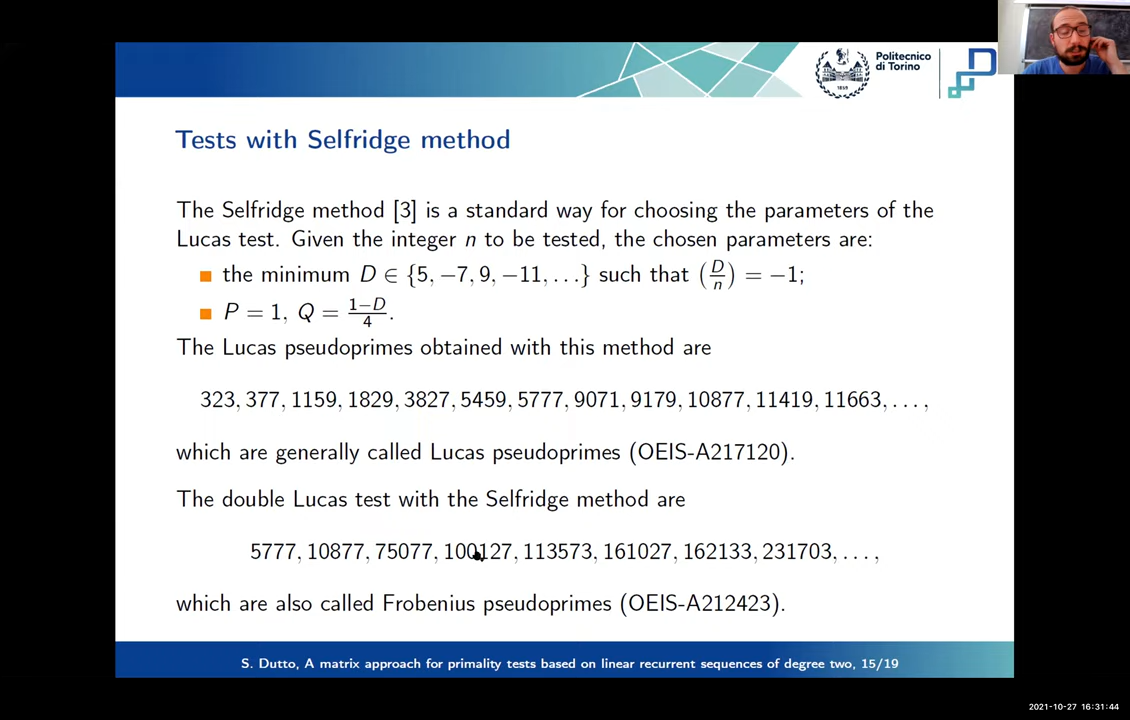 Politecnico
di Torino
1859
Tests with Selfridge method
The Selfridge method [3] is a standard way for choosing the parameters of the
Lucas test. Given the integer n to be tested, the chosen parameters are:
the minimum D ∈ {5, −7, 9, −11, . . .} such that (D/n) = −1;
P = 1, Q = (1−D)/4.
The Lucas pseudoprimes obtained with this method are
323, 377, 1159, 1829, 3827, 5459, 5777, 9071, 9179, 10877, 11419, 11663, . . . ,
which are generally called Lucas pseudoprimes (OEIS-A217120).
The double Lucas test with the Selfridge method are
5777, 10877, 75077, 100127, 113573, 161027, 162133, 231703, . . . ,
which are also called Frobenius pseudoprimes (OEIS-A212423).
S. Dutto, A matrix approach for primality tests based on linear recurrent sequences of degree two, 15/19
2021-10-27 16:31:44